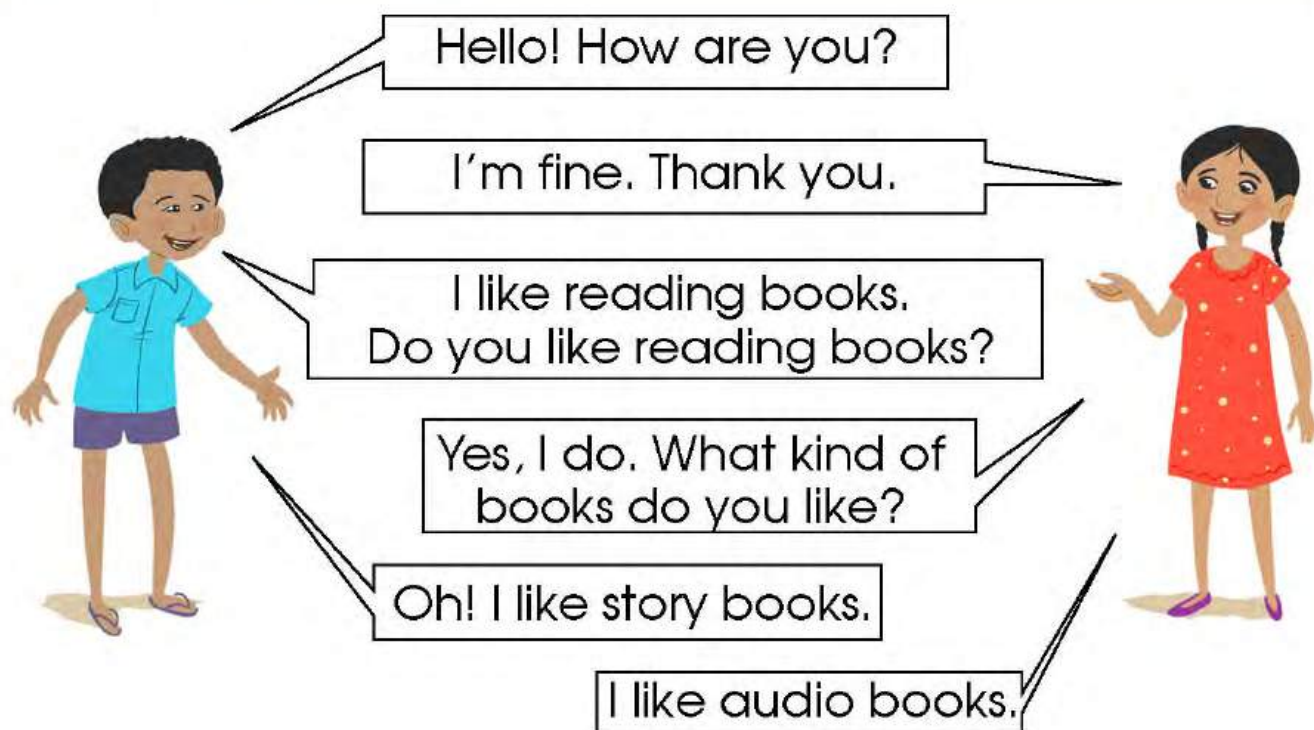 Hello! How are you?
I'm fine. Thank you.
I like reading books.
Do you like reading books?
Yes, I do. What kind of
books do you like?
Oh! I like story books.
I like audio books.